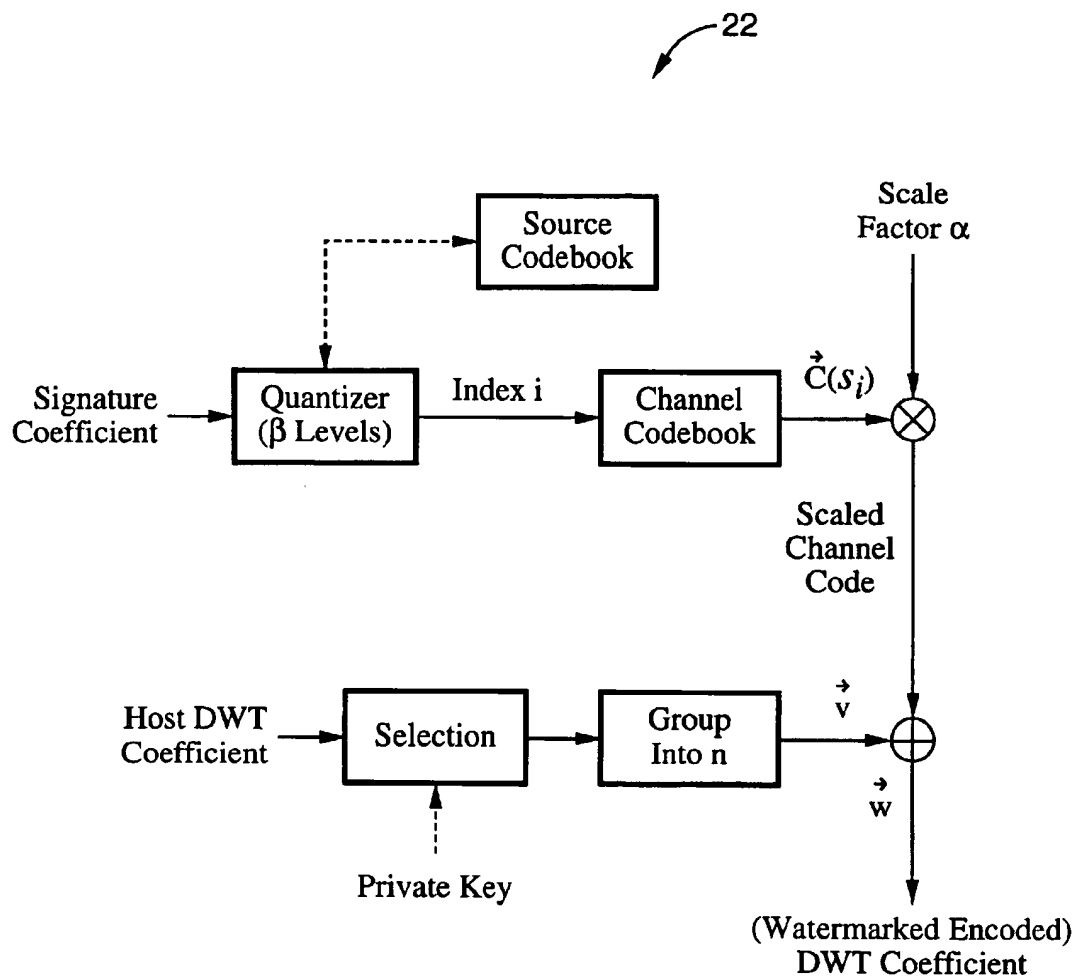 22
Source
Codebook
Scale
Factor α
Signature
Coefficient
Quantizer
(β Levels)
Index i
Channel
Codebook
C⃗(Sᵢ)
Scaled
Channel
Code
Host DWT
Coefficient
Selection
Group
Into n
v⃗
w⃗
Private Key
(Watermarked Encoded)
DWT Coefficient